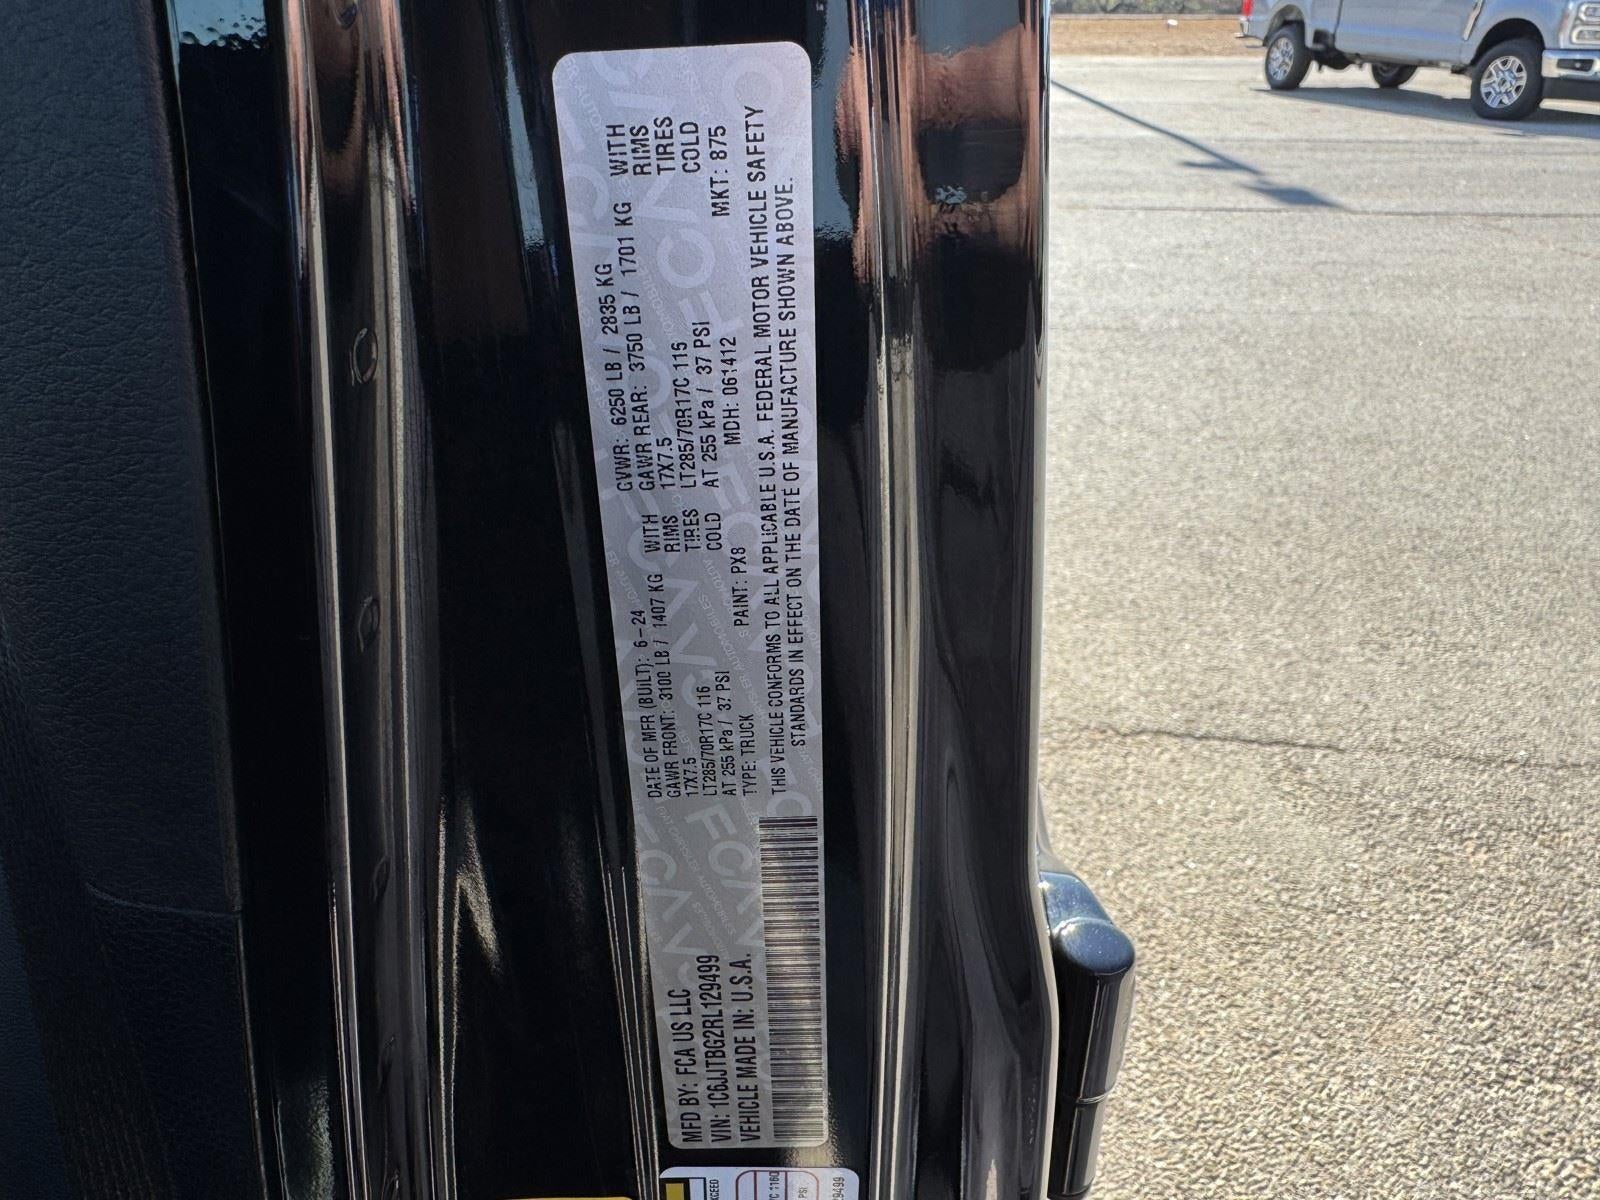 MFD BY: FCA US LLC
DATE OF MFR (BUILT): 6-24
GVWR: 6250 LB / 2835 KG
VIN: 1C6JJTBG2RL129499
GAWR FRONT: 3100 LB / 1407 KG WITH
17X7.5 RIMS
LT285/70R17C 116 TIRES
AT 255 kPa / 37 PSI COLD
GAWR REAR: 3750 LB / 1701 KG WITH
17X7.5 RIMS
LT285/70R17C 116 TIRES
AT 255 kPa / 37 PSI COLD
VEHICLE MADE IN: U.S.A.
TYPE: TRUCK PAINT: PX8 MDH: 061412 MKT: 875
THIS VEHICLE CONFORMS TO ALL APPLICABLE U.S.A. FEDERAL MOTOR VEHICLE SAFETY
STANDARDS IN EFFECT ON THE DATE OF MANUFACTURE SHOWN ABOVE.